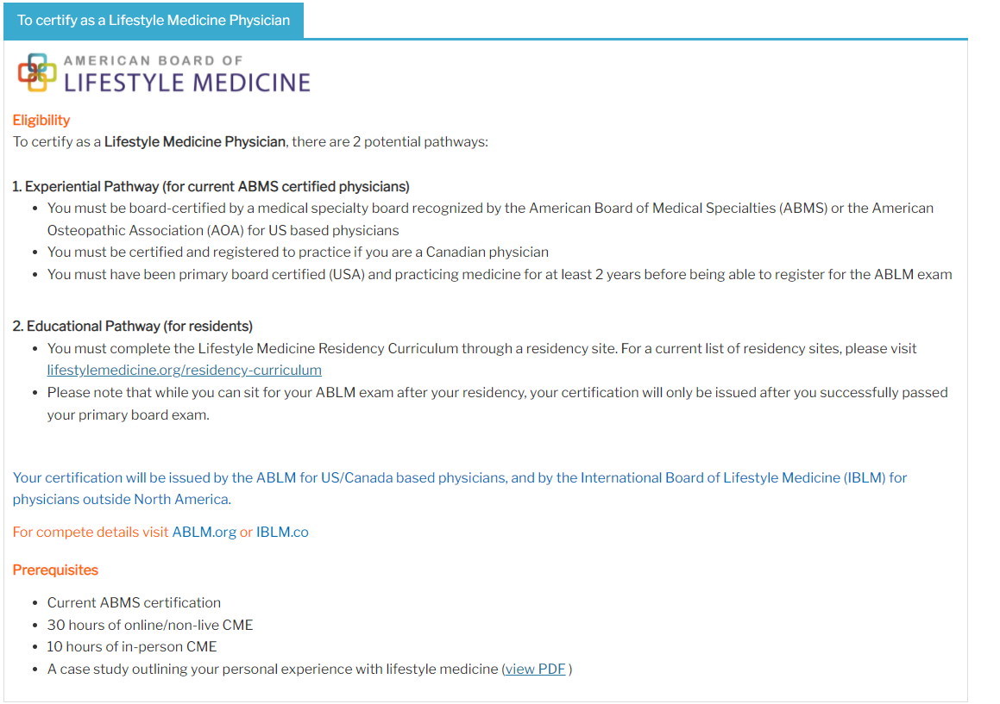 To certify as a Lifestyle Medicine Physician
AMERICAN BOARD OF
LIFESTYLE MEDICINE
Eligibility
To certify as a Lifestyle Medicine Physician, there are 2 potential pathways:
1. Experiential Pathway (for current ABMS certified physicians)
• You must be board-certified by a medical specialty board recognized by the American Board of Medical Specialties (ABMS) or the American
Osteopathic Association (AOA) for US based physicians
• You must be certified and registered to practice if you are a Canadian physician
• You must have been primary board certified (USA) and practicing medicine for at least 2 years before being able to register for the ABLM exam
2. Educational Pathway (for residents)
• You must complete the Lifestyle Medicine Residency Curriculum through a residency site. For a current list of residency sites, please visit
lifestylemedicine.org/residency-curriculum
• Please note that while you can sit for your ABLM exam after your residency, your certification will only be issued after you successfully passed
your primary board exam.
Your certification will be issued by the ABLM for US/Canada based physicians, and by the International Board of Lifestyle Medicine (IBLM) for
physicians outside North America.
For compete details visit ABLM.org or IBLM.co
Prerequisites
• Current ABMS certification
• 30 hours of online/non-live CME
• 10 hours of in-person CME
• A case study outlining your personal experience with lifestyle medicine (view PDF )